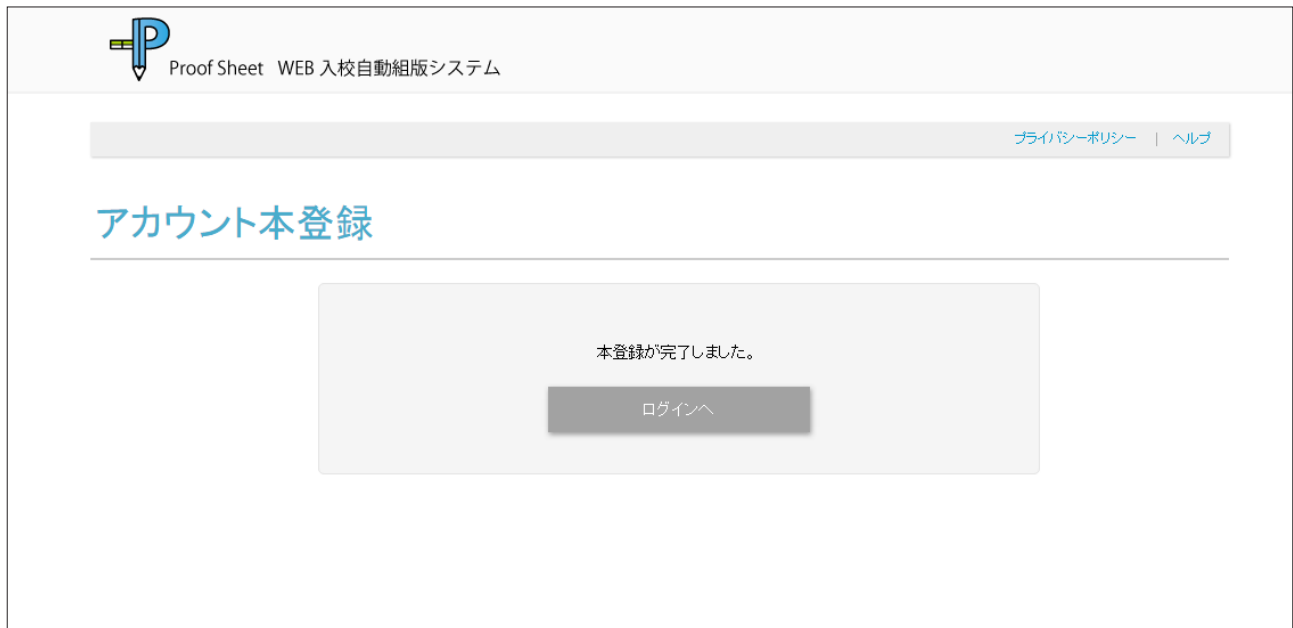 Proof Sheet WEB 入校自動組版システム
プライバシーポリシー | ヘルプ
アカウント本登録
本登録が完了しました。
ログインへ